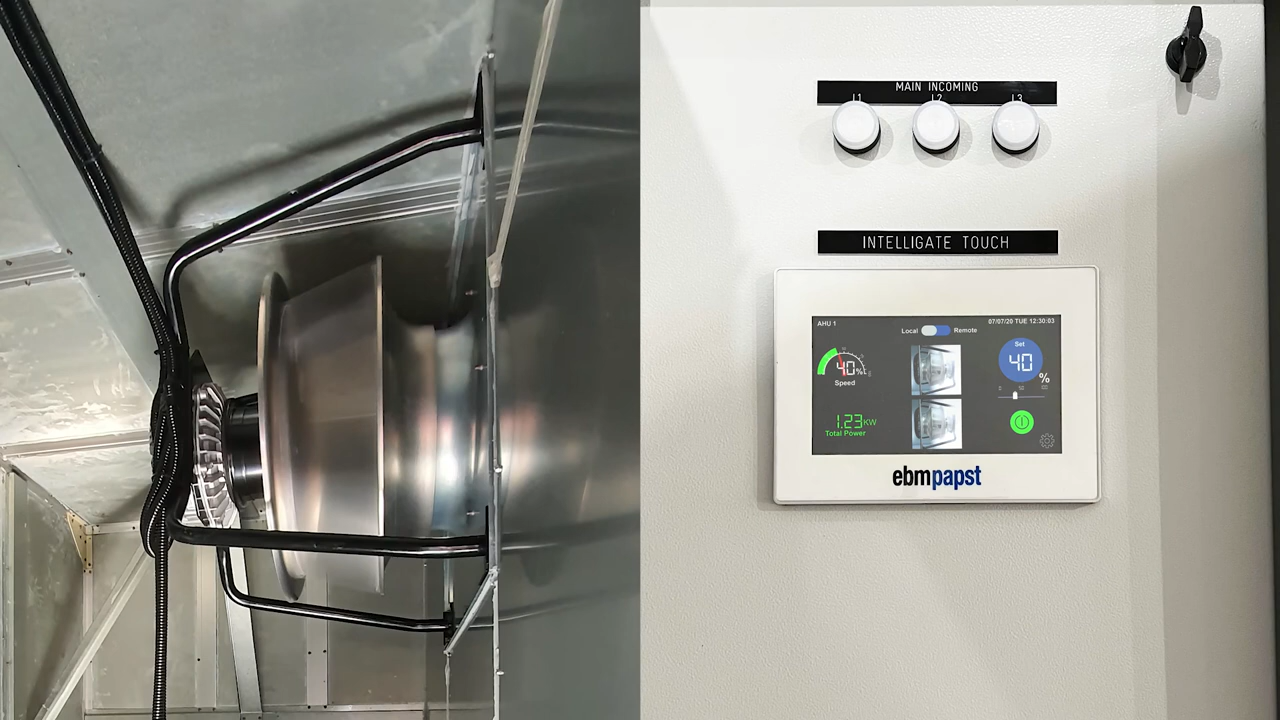 MAIN INCOMING
L1 L2 L3
INTELLIGATE TOUCH
AHU 1
07/07/20 TUE 12:30:03
Local Remote
40%
Speed
Set
40
%
1.23KW
Total Power
ebmpapst